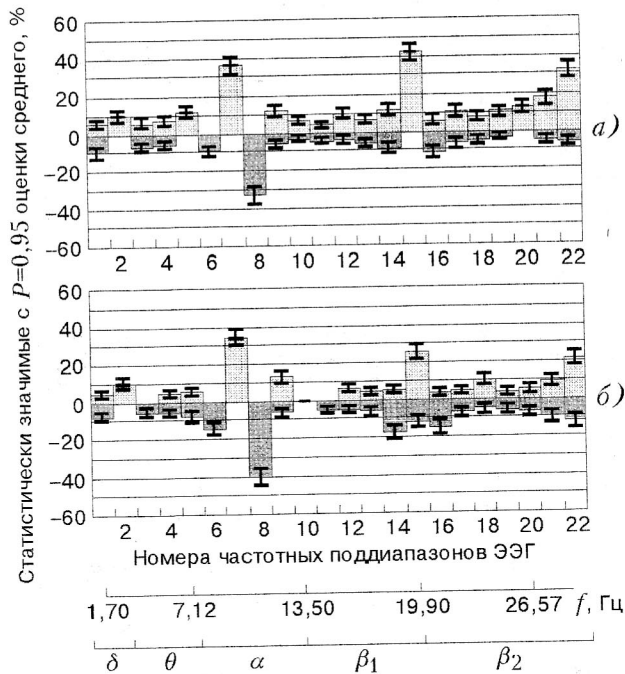 Статистически значимые с P=0,95 оценки среднего, %
60
40
20
0
-20
-40
-60
2 4 6 8 10 12 14 16 18 20 22
а)
60
40
20
0
-20
-40
-60
2 4 6 8 10 12 14 16 18 20 22
б)
Номера частотных поддиапазонов ЭЭГ
1,70 7,12 13,50 19,90 26,57 f, Гц
δ θ α β1 β2